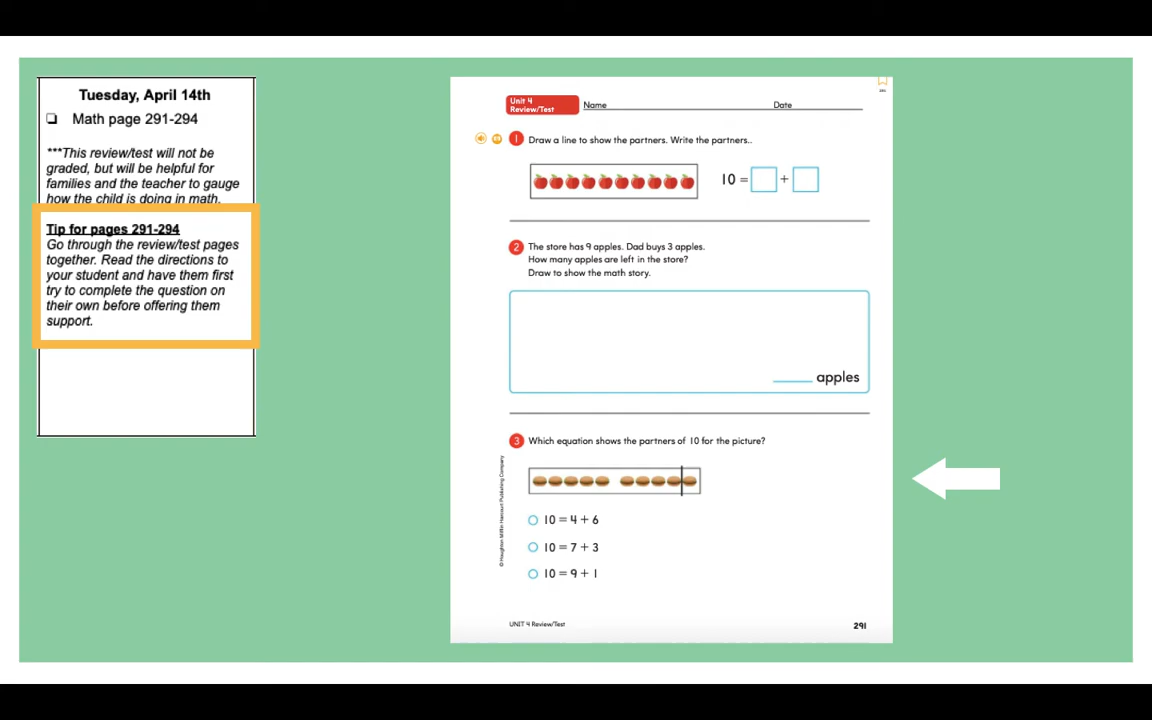 Tuesday, April 14th
Math page 291-294
***This review/test will not be
graded, but will be helpful for
families and the teacher to gauge
how the child is doing in math.
Tip for pages 291-294
Go through the review/test pages
together. Read the directions to
your student and have them first
try to complete the question on
their own before offering them
support.
Unit 4
Review/Test
Name
Date
1 Draw a line to show the partners. Write the partners..
10 = +
2 The store has 9 apples. Dad buys 3 apples.
How many apples are left in the store?
Draw to show the math story.
apples
3 Which equation shows the partners of 10 for the picture?
10 = 4 + 6
10 = 7 + 3
10 = 9 + 1
© Houghton Mifflin Harcourt Publishing Company
UNIT 4 Review/Test
291